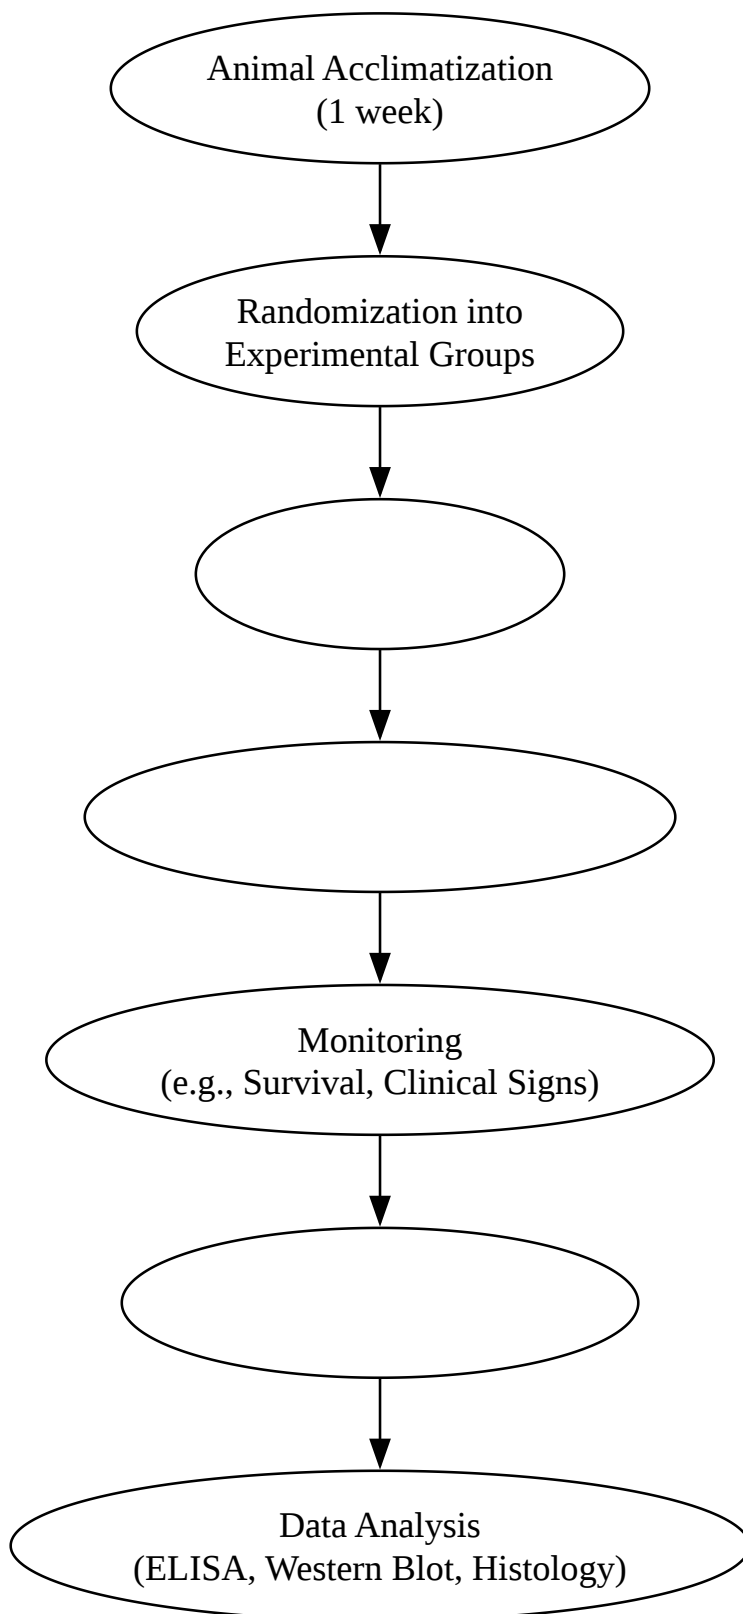 Animal Acclimatization
(1 week)
Randomization into
Experimental Groups
Monitoring
(e.g., Survival, Clinical Signs)
Data Analysis
(ELISA, Western Blot, Histology)